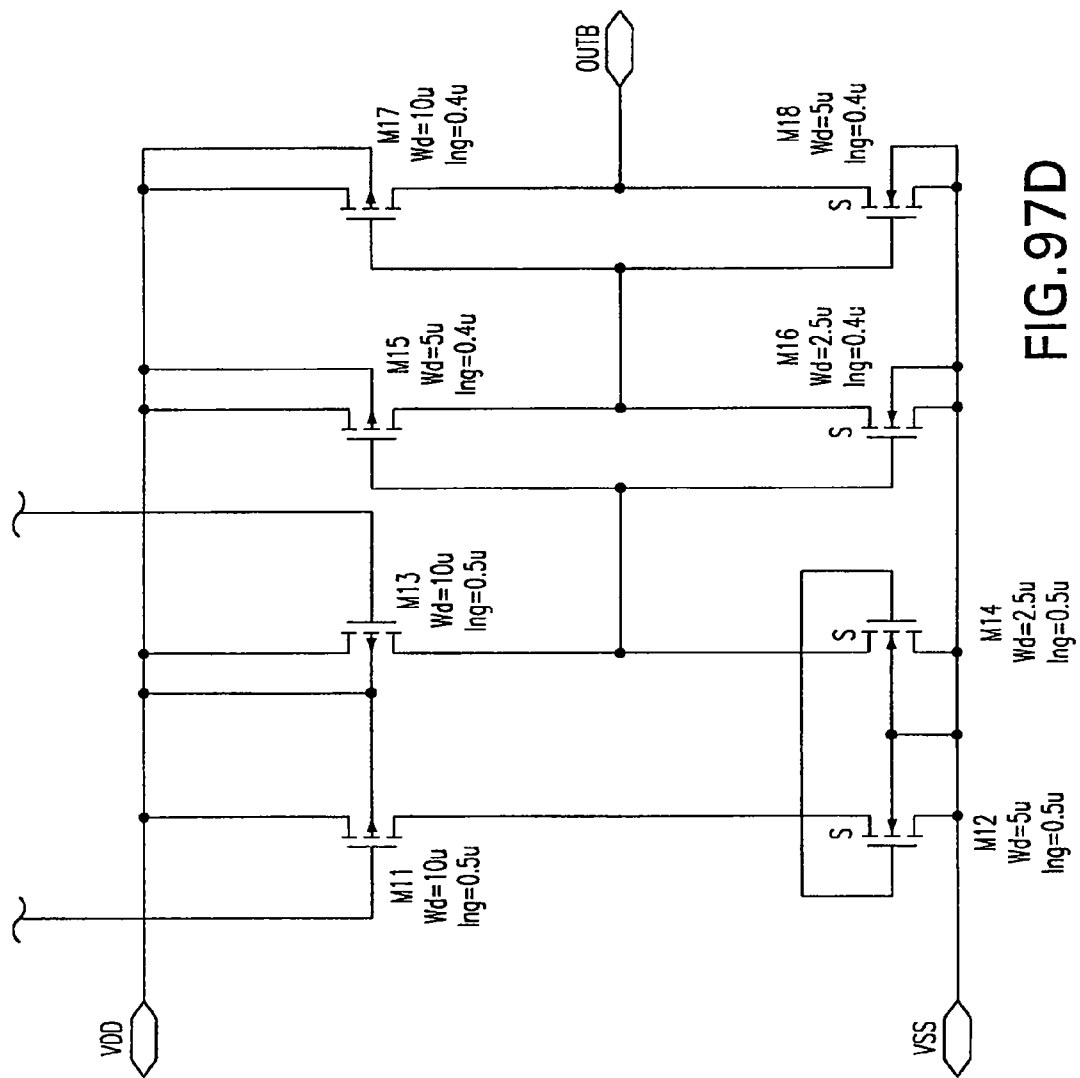 VDD
VSS
OUTB
M11
Wd=10u
lng=0.5u
M12
Wd=5u
lng=0.5u
S
M13
Wd=10u
lng=0.5u
M14
Wd=2.5u
lng=0.5u
S
M15
Wd=5u
lng=0.4u
M16
Wd=2.5u
lng=0.4u
S
M17
Wd=10u
lng=0.4u
M18
Wd=5u
lng=0.4u
S
FIG.97D